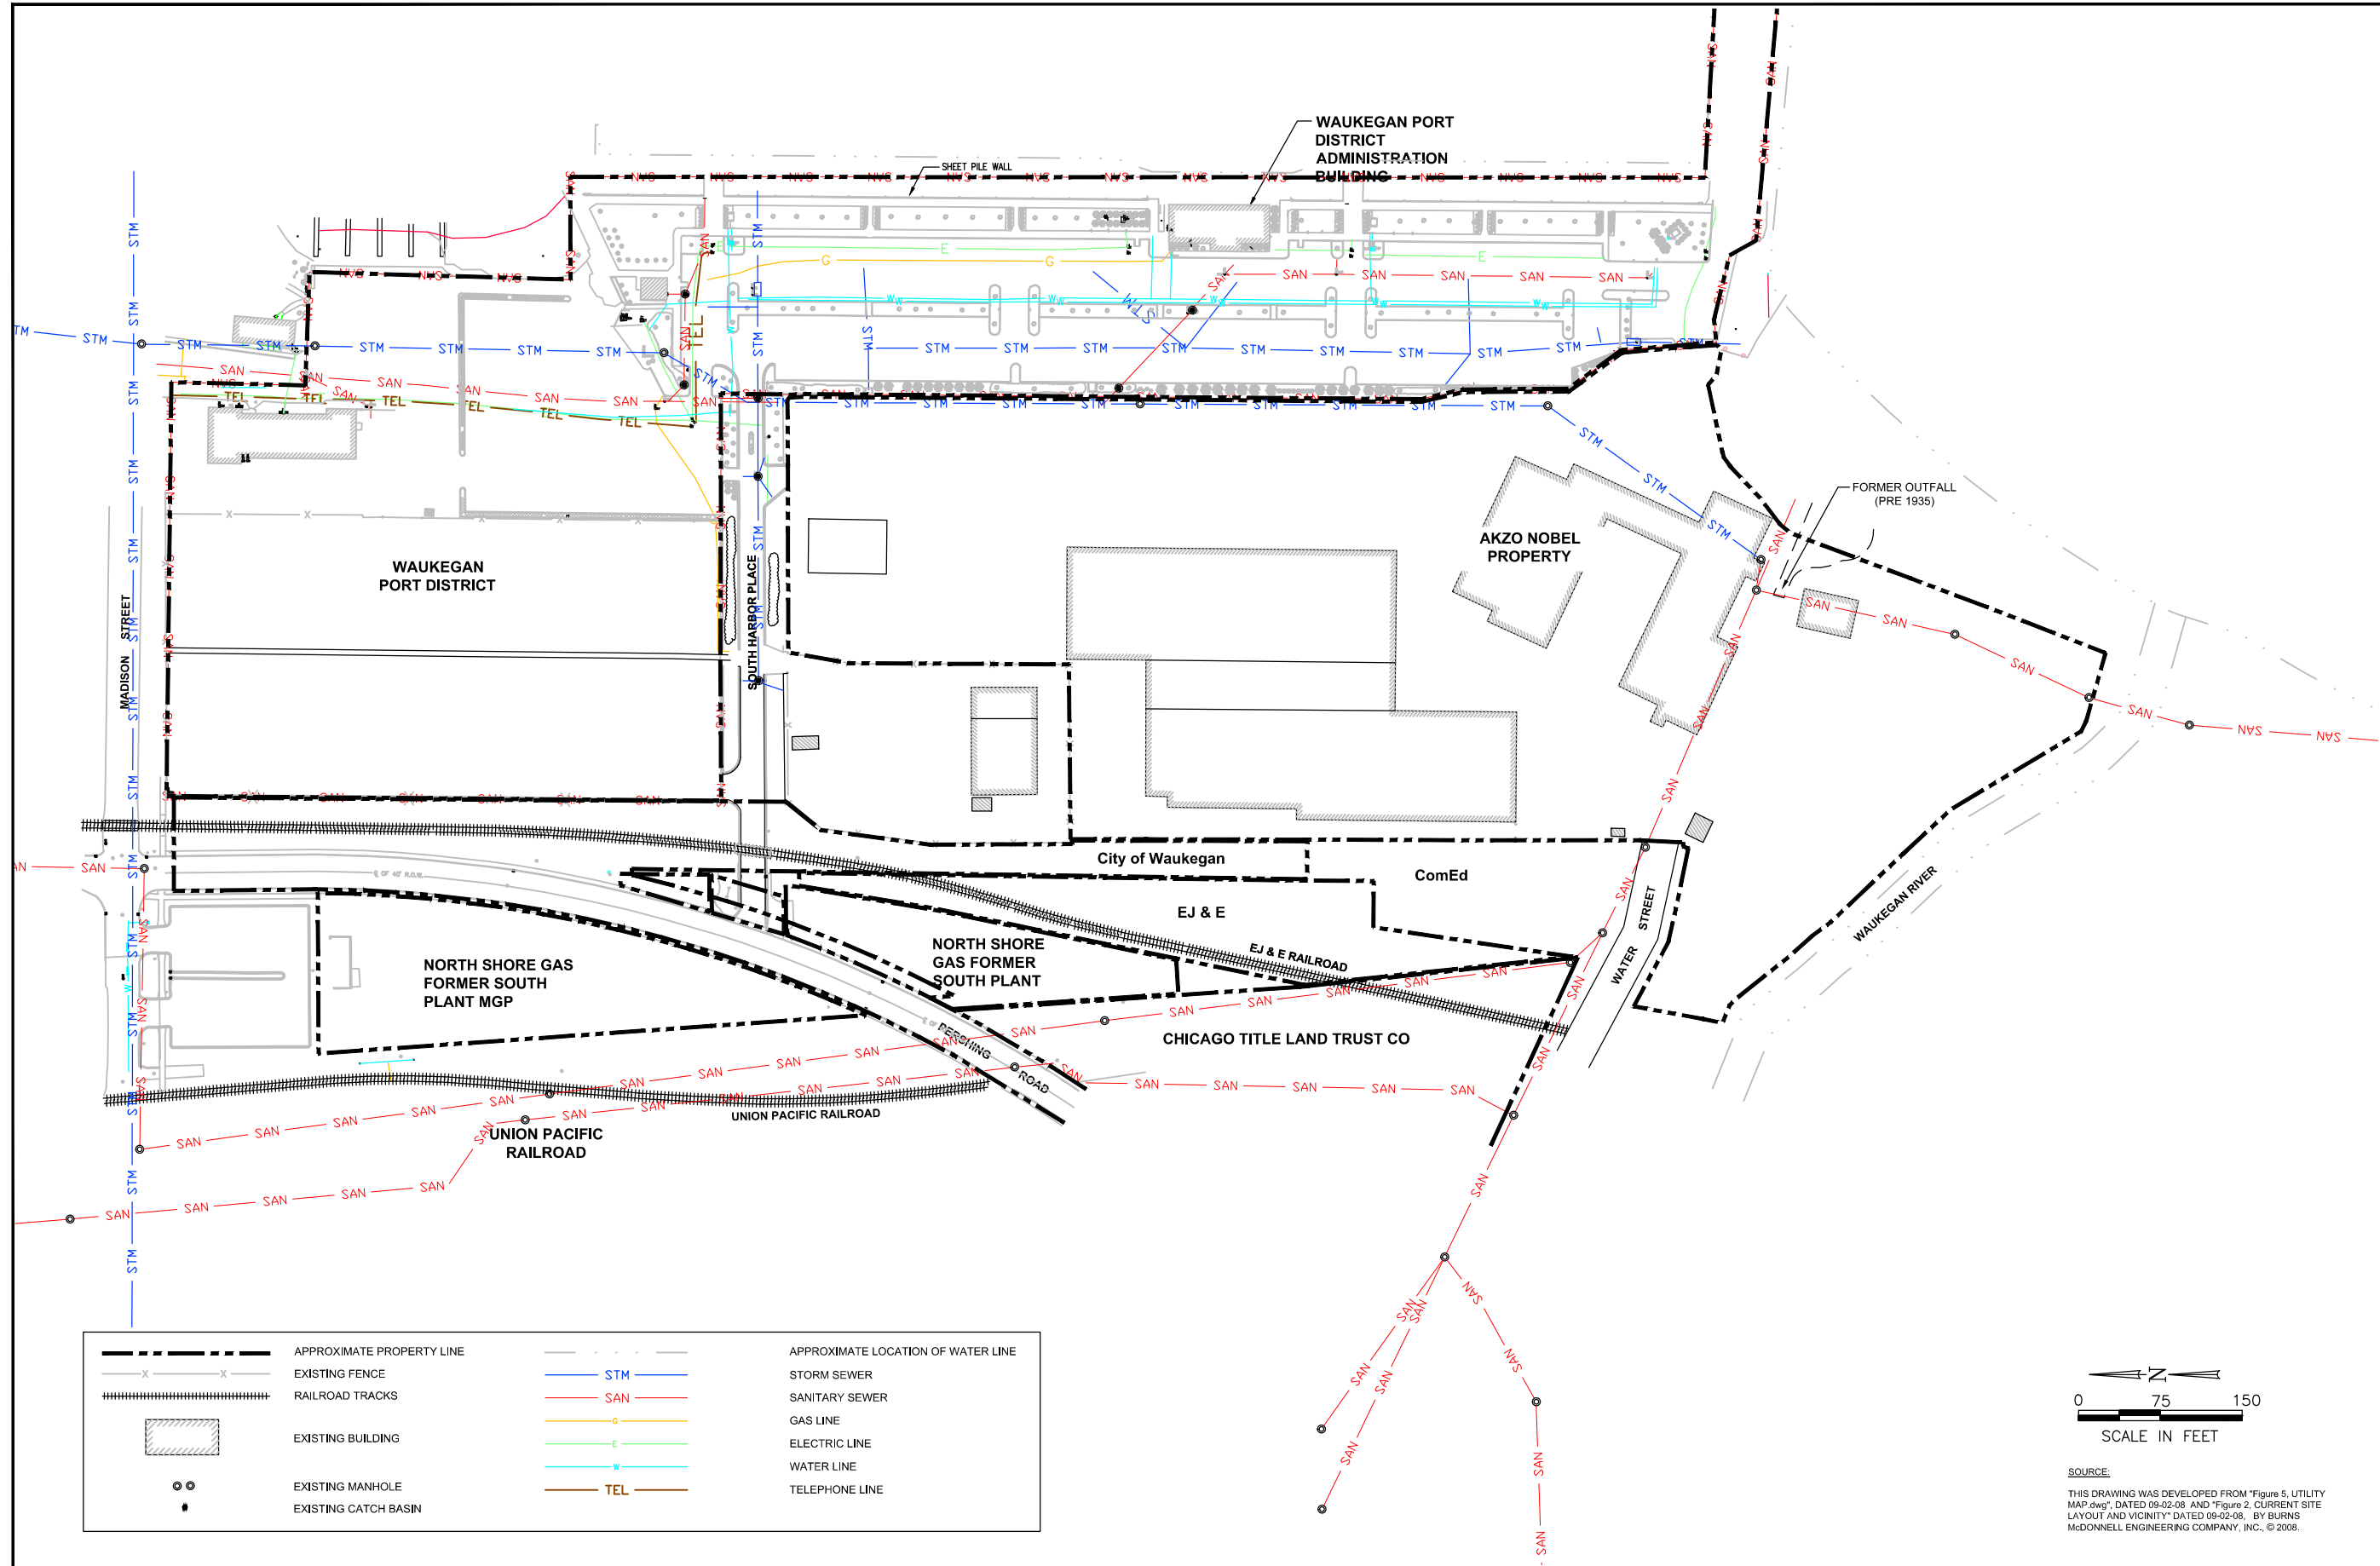 WAUKEGAN PORT
DISTRICT
ADMINISTRATION
BUILDING
SHEET PILE WALL
FORMER OUTFALL
(PRE 1935)
AKZO NOBEL
PROPERTY
WAUKEGAN
PORT DISTRICT
MADISON STREET
SOUTH HARBOR PLACE
City of Waukegan
ComEd
EJ & E
EJ & E RAILROAD
WATER STREET
WAUKEGAN RIVER
NORTH SHORE GAS
FORMER SOUTH
PLANT MGP
NORTH SHORE
GAS FORMER
SOUTH PLANT
CHICAGO TITLE LAND TRUST CO
PERSHING ROAD
UNION PACIFIC RAILROAD
UNION PACIFIC
RAILROAD
STM
SAN
TEL
G
E
W
X
APPROXIMATE PROPERTY LINE
EXISTING FENCE
RAILROAD TRACKS
EXISTING BUILDING
EXISTING MANHOLE
EXISTING CATCH BASIN
APPROXIMATE LOCATION OF WATER LINE
STM STORM SEWER
SAN SANITARY SEWER
G GAS LINE
E ELECTRIC LINE
W WATER LINE
TEL TELEPHONE LINE
N
0 75 150
SCALE IN FEET
SOURCE:
THIS DRAWING WAS DEVELOPED FROM "Figure 5, UTILITY
MAP.dwg", DATED 09-02-08 AND "Figure 2, CURRENT SITE
LAYOUT AND VICINITY" DATED 09-02-08, BY BURNS
McDONNELL ENGINEERING COMPANY, INC., © 2008.